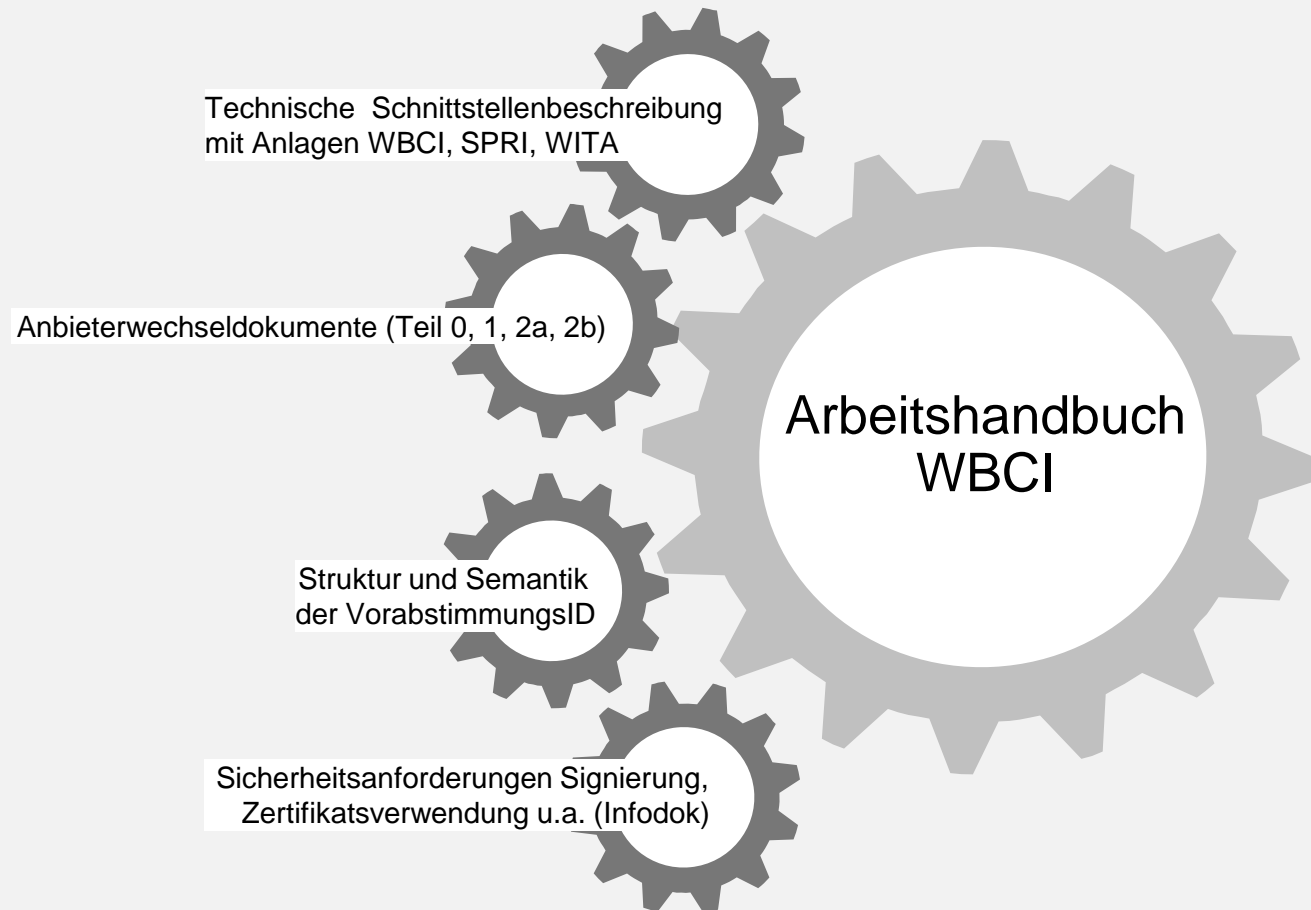 Technische Schnittstellenbeschreibung
mit Anlagen WBCI, SPRI, WITA
Anbieterwechseldokumente (Teil 0, 1, 2a, 2b)
Arbeitshandbuch
WBCI
Struktur und Semantik
der VorabstimmungsID
Sicherheitsanforderungen Signierung,
Zertifikatsverwendung u.a. (Infodok)